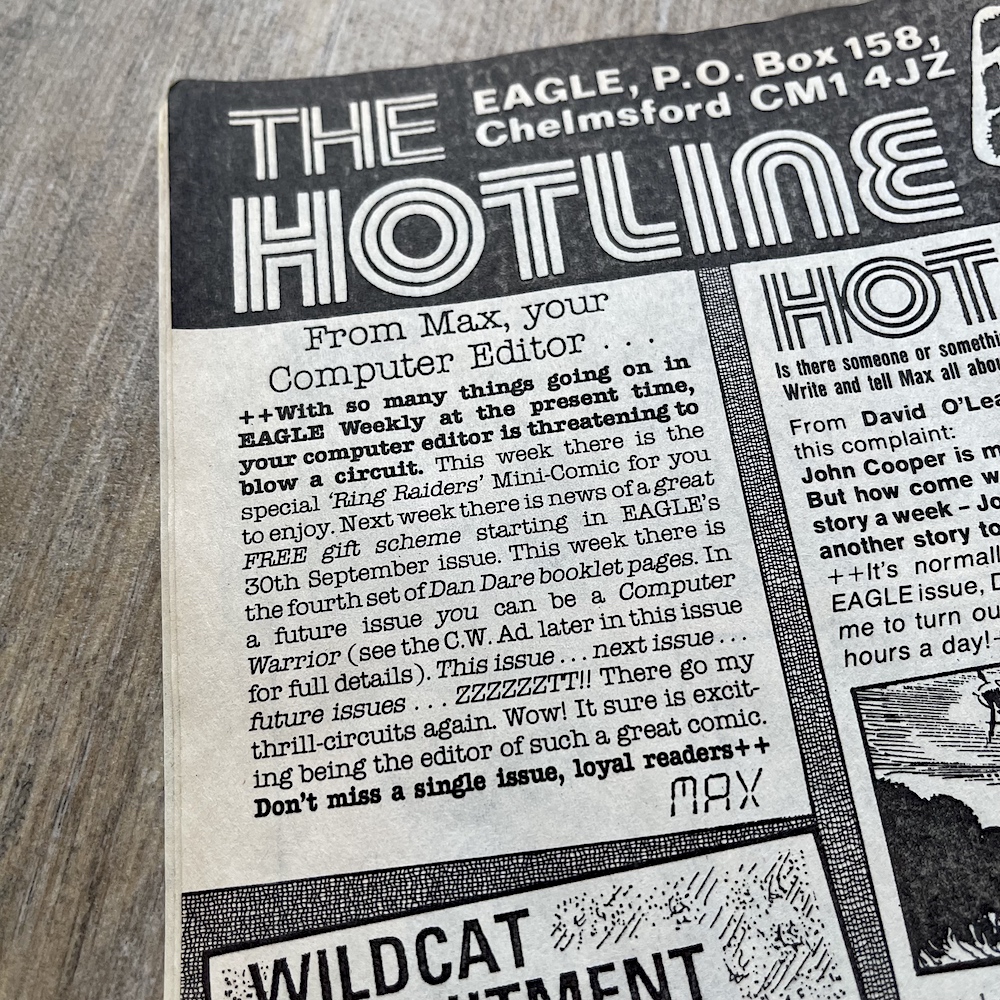 THE
EAGLE, P.O. Box 158,
Chelmsford CM1 4JZ
HOTLINE
From Max, your
Computer Editor . . .
++With so many things going on in
EAGLE Weekly at the present time,
your computer editor is threatening to
blow a circuit. This week there is the
special ‘Ring Raiders’ Mini-Comic for you
to enjoy. Next week there is news of a great
FREE gift scheme starting in EAGLE’s
30th September issue. This week there is
the fourth set of Dan Dare booklet pages. In
a future issue you can be a Computer
Warrior (see the C.W. Ad. later in this issue
for full details). This issue . . . next issue . . .
future issues . . . ZZZZZZTT!! There go my
thrill-circuits again. Wow! It sure is excit-
ing being the editor of such a great comic.
Don’t miss a single issue, loyal readers++
MAX
WILDCAT
HOT
Is there someone or
Write and tell Max all
From David
this complaint:
John Cooper is
But how come
story a week –
another story to
++It’s
EAGLE issue,
me to turn
hours a day!